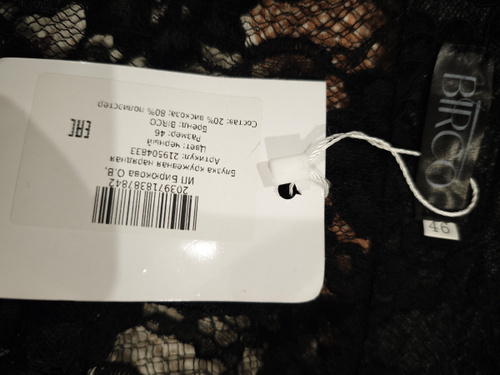 2039718387842
ИП Бирюкова О.В.
Блузка кружевная нарядная
Артикул: 219504833
Цвет: черный
Размер: 46
Бренд: BIRCO
Состав: 20% вискоза; 80% полиэстер
EAC
BIRCO
46